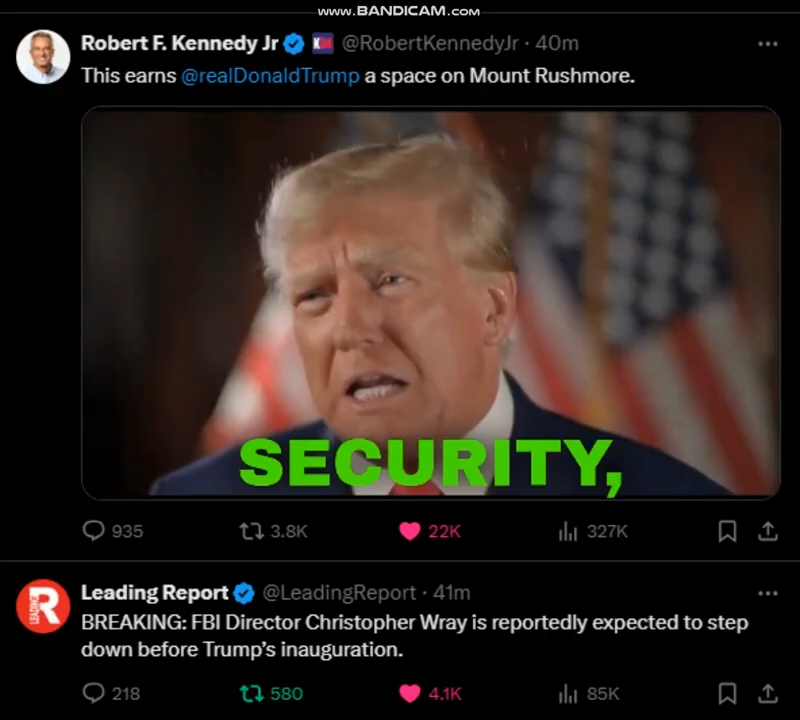 www.BANDICAM.com
Robert F. Kennedy Jr @RobertKennedyJr · 40m
This earns @realDonaldTrump a space on Mount Rushmore.
SECURITY,
935 3.8K 22K 327K
Leading Report @LeadingReport · 41m
BREAKING: FBI Director Christopher Wray is reportedly expected to step
down before Trump's inauguration.
218 580 4.1K 85K